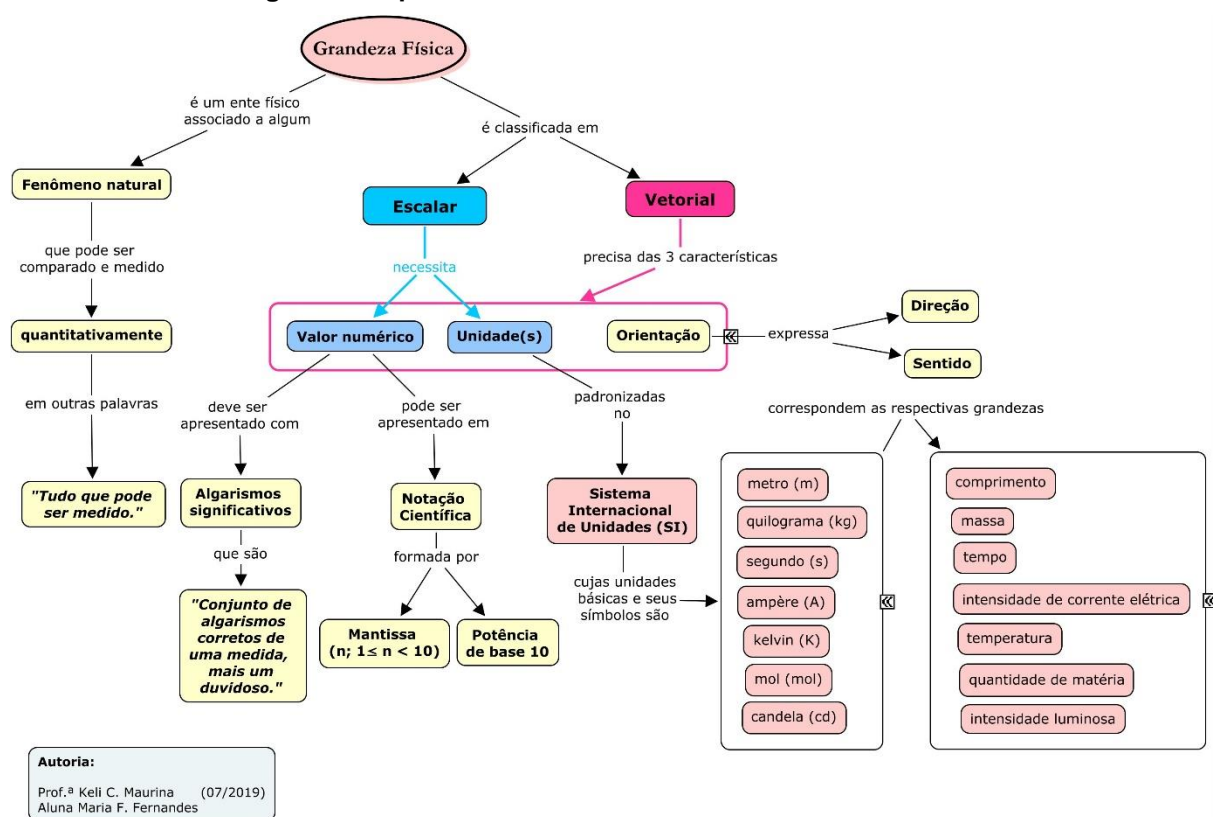 Grandeza Física
é um ente físico
associado a algum
é classificada em
Fenômeno natural
Escalar
Vetorial
que pode ser
comparado e medido
necessita
precisa das 3 características
quantitativamente
Valor numérico
Unidade(s)
Orientação
expressa
Direção
Sentido
em outras palavras
deve ser
apresentado com
pode ser
apresentado em
padronizadas
no
correspondem as respectivas grandezas
"Tudo que pode
ser medido."
Algarismos
significativos
Notação
Científica
Sistema
Internacional
de Unidades (SI)
que são
formada por
cujas unidades
básicas e seus
símbolos são
"Conjunto de
algarismos
corretos de
uma medida,
mais um
duvidoso."
Mantissa
(n; 1≤ n < 10)
Potência
de base 10
metro (m)
quilograma (kg)
segundo (s)
ampère (A)
kelvin (K)
mol (mol)
candela (cd)
comprimento
massa
tempo
intensidade de corrente elétrica
temperatura
quantidade de matéria
intensidade luminosa
Autoria:
Prof.ª Keli C. Maurina (07/2019)
Aluna Maria F. Fernandes